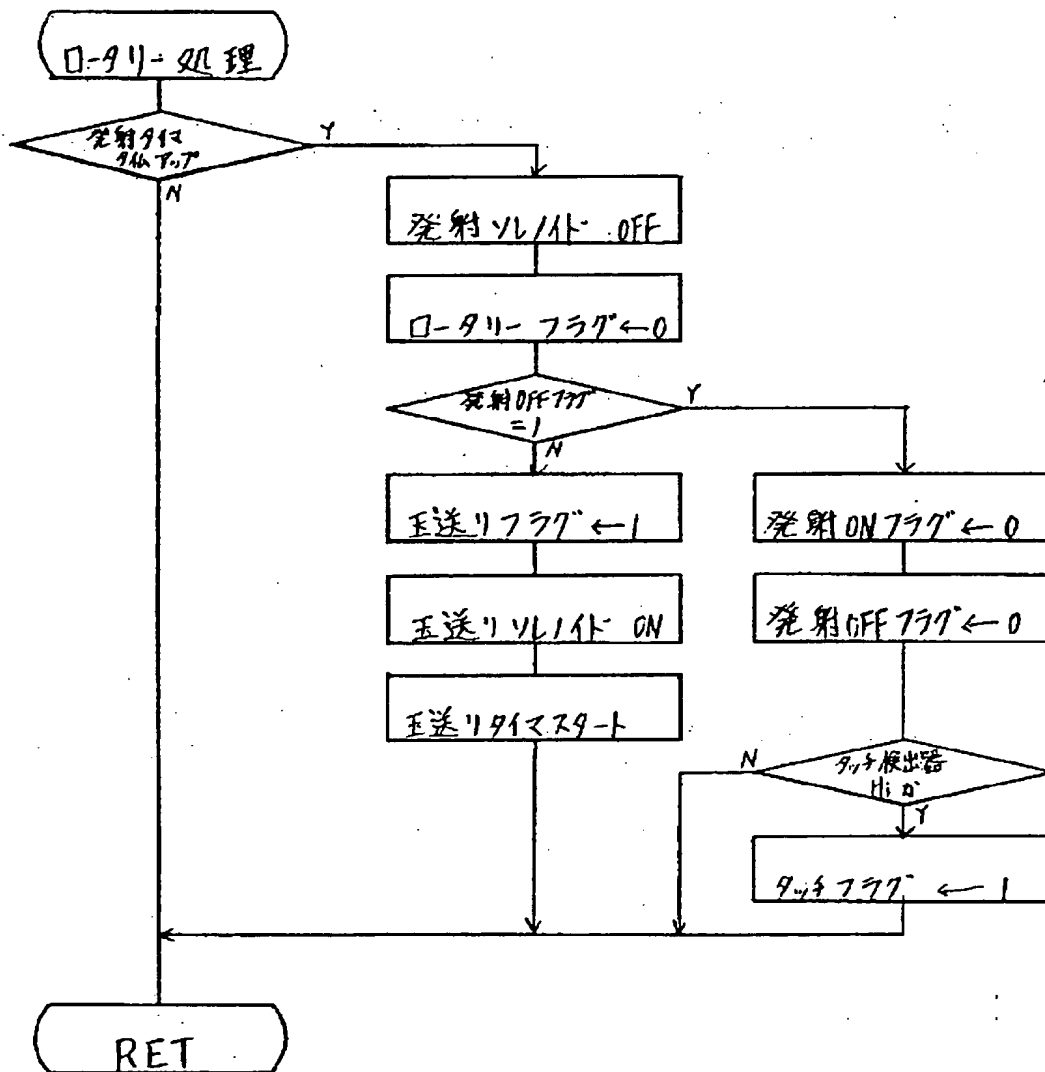 ロータリー処理
発射タイマ
タイムアップ
Y
N
発射ソレノイド OFF
ロータリーフラグ←0
発射OFFフラグ
=1
Y
N
玉送りフラグ←1
発射ONフラグ←0
玉送りソレノイド ON
発射OFFフラグ←0
玉送りタイマスタート
N
タッチ検出器
Hiか
Y
タッチフラグ ←1
RET